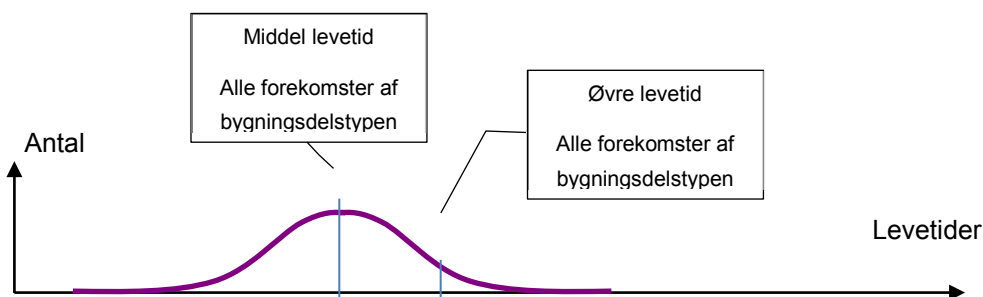 Middel levetid
Alle forekomster af
bygningsdelstypen
Øvre levetid
Alle forekomster af
bygningsdelstypen
Antal
Levetider